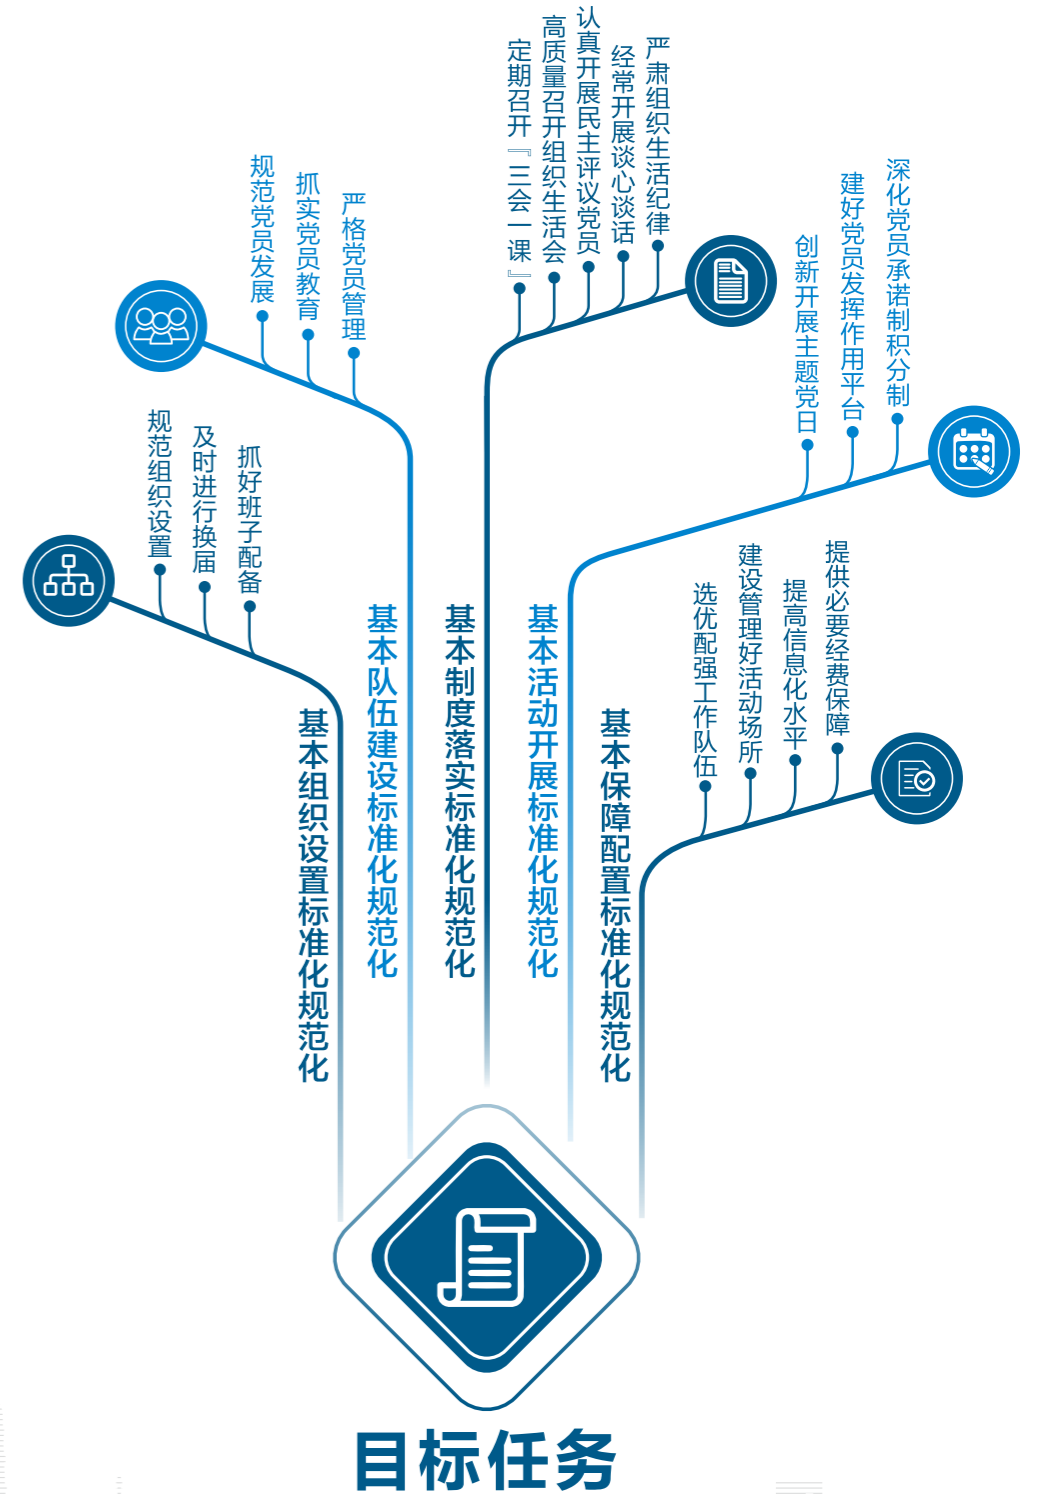 规范组织设置
及时进行换届
抓好班子配备
基本组织设置标准化规范化
规范党员发展
抓实党员教育
严格党员管理
基本队伍建设标准化规范化
定期召开『三会一课』
高质量召开组织生活会
认真开展民主评议党员
经常开展谈心谈话
严肃组织生活纪律
基本制度落实标准化规范化
创新开展主题党日
建好党员发挥作用平台
深化党员承诺制积分制
基本活动开展标准化规范化
选优配强工作队伍
建设管理好活动场所
提高信息化水平
提供必要经费保障
基本保障配置标准化规范化
目标任务